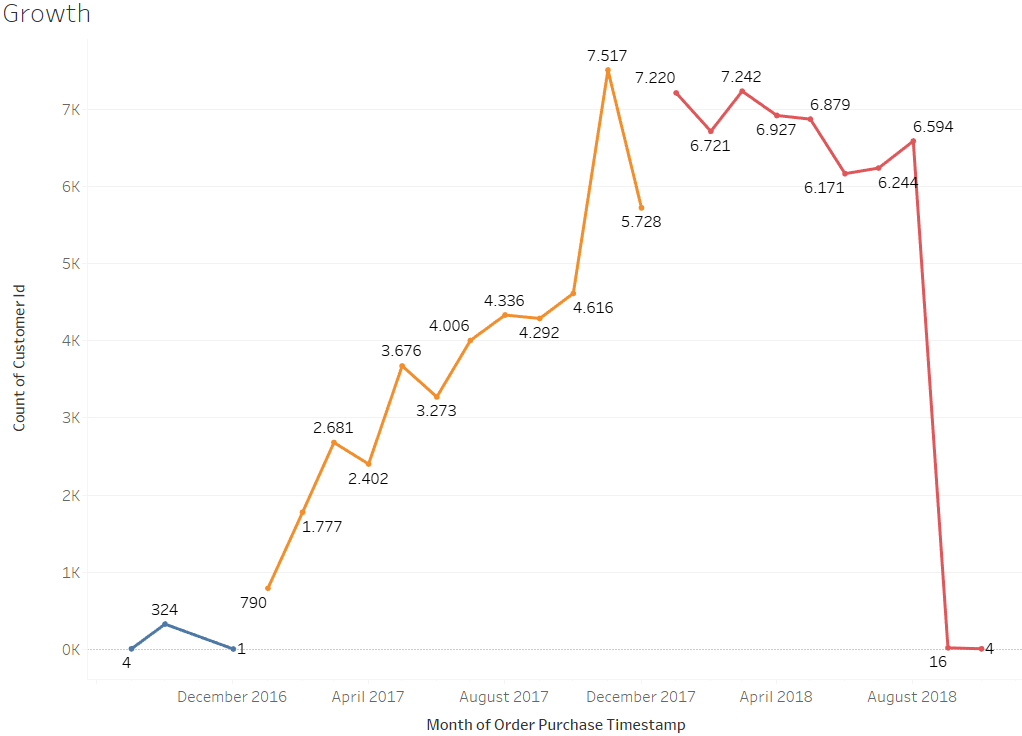 Growth
7.517
7.220
7.242
6.879
7K
6.927
6.594
6.721
6.171
6.244
6K
5.728
5K
4.616
4.336
4.006
4.292
4K
3.676
3.273
3K
Count of Customer Id
2.681
2.402
2K
1.777
1K
790
324
0K
4
1
16
4
December 2016 April 2017 August 2017 December 2017 April 2018 August 2018
Month of Order Purchase Timestamp